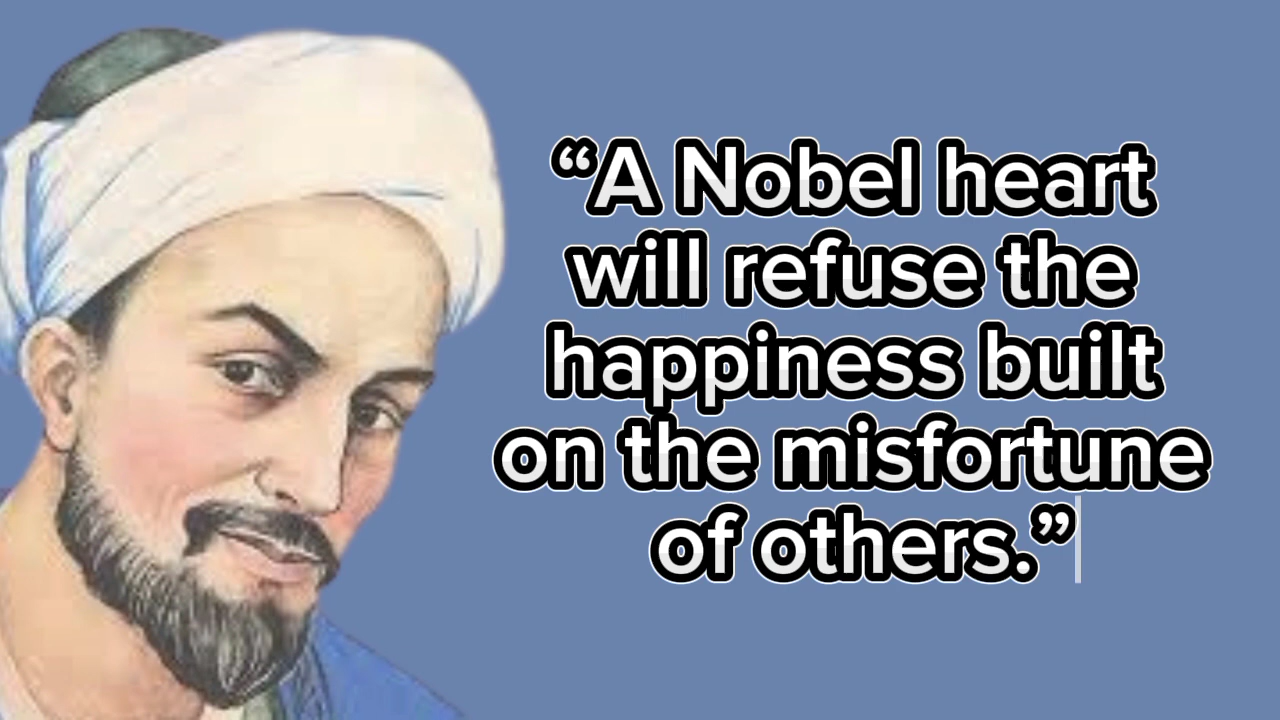 “A Nobel heart
will refuse the
happiness built
on the misfortune
of others.”